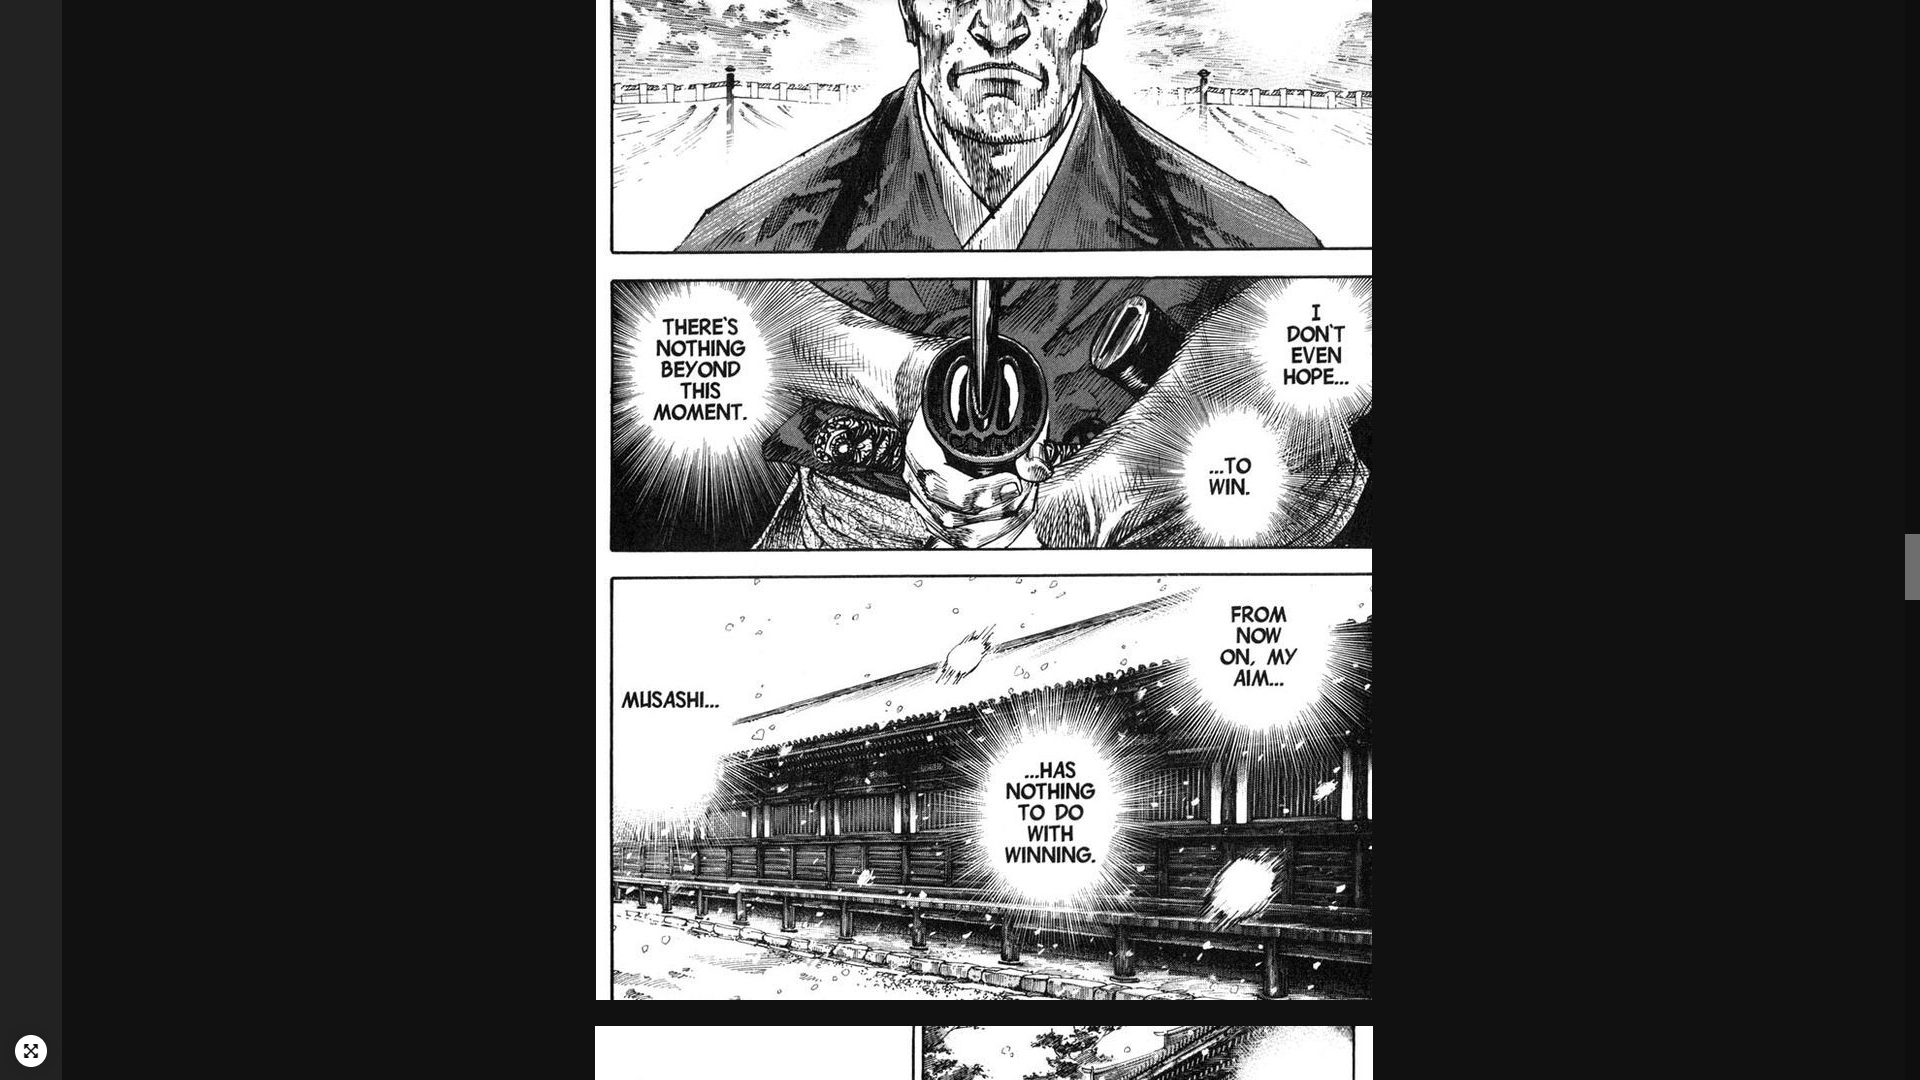 I
DON'T
EVEN
HOPE...
...TO
WIN.
THERE'S
NOTHING
BEYOND
THIS
MOMENT.
FROM
NOW
ON, MY
AIM...
...HAS
NOTHING
TO DO
WITH
WINNING.
MUSASHI...